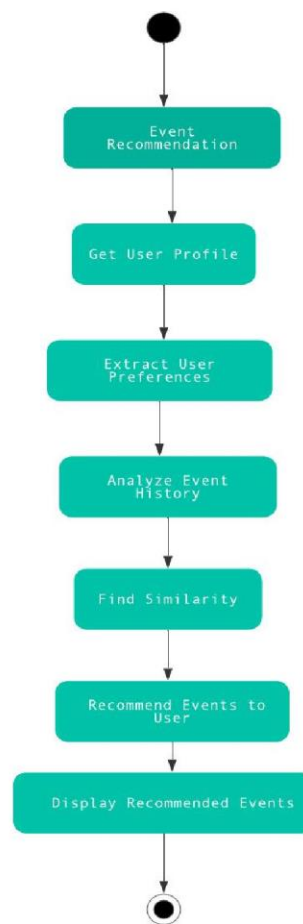 Event
Recommendation
Get User Profile
Extract User
Preferences
Analyze Event
History
Find Similarity
Recommend Events to
User
Display Recommended Events